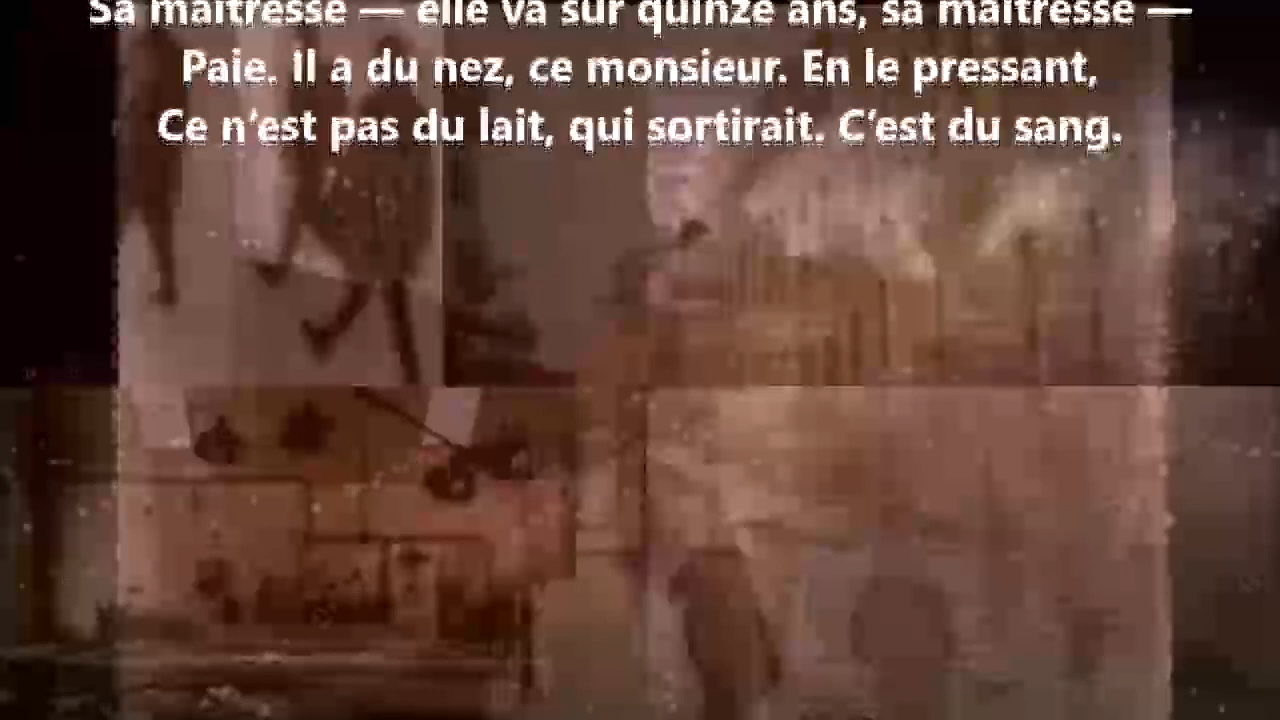 Sa maîtresse — elle va sur quinze ans, sa maîtresse —
Paie. Il a du nez, ce monsieur. En le pressant,
Ce n’est pas du lait, qui sortirait. C’est du sang.